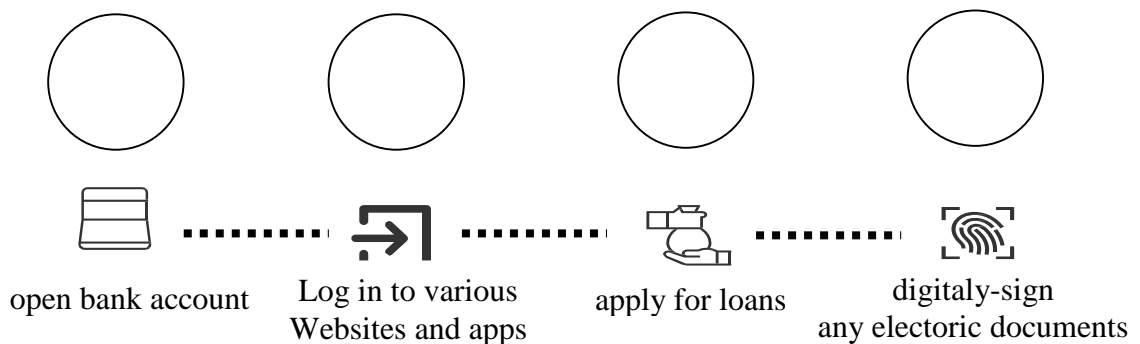 open bank account
Log in to various
Websites and apps
apply for loans
digitaly-sign
any electoric documents